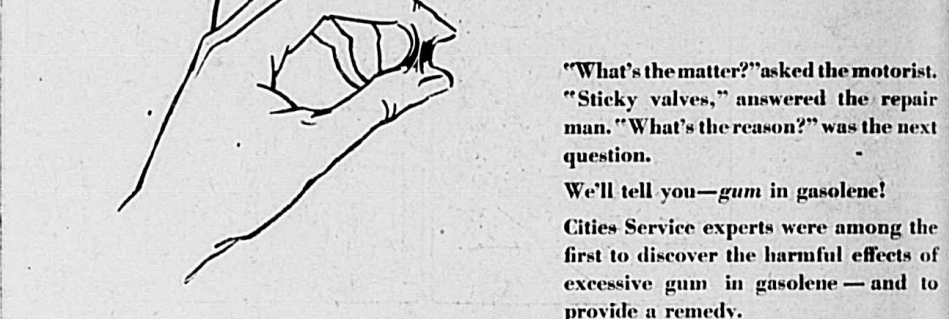 "What's the matter?" asked the motorist.
"Sticky valves," answered the repair
man. "What's the reason?" was the next
question.
We'll tell you—gum in gasolene!
Cities Service experts were among the
first to discover the harmful effects of
excessive gum in gasolene — and to
provide a remedy.